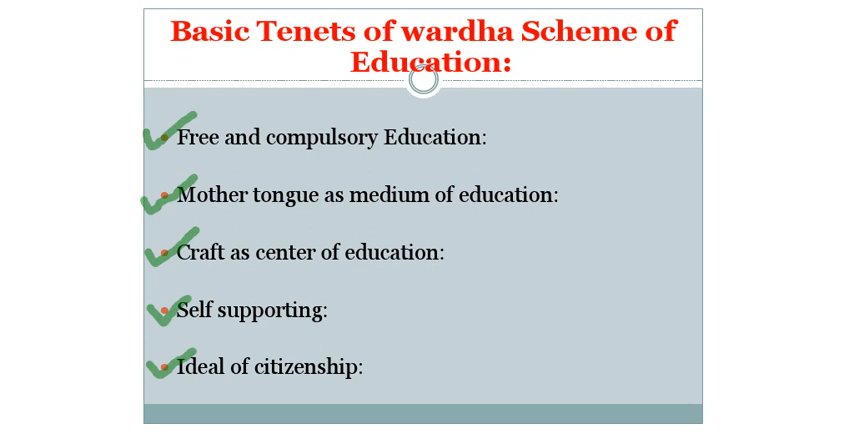 Basic Tenets of wardha Scheme of
Education:
Free and compulsory Education:
Mother tongue as medium of education:
Craft as center of education:
Self supporting:
Ideal of citizenship: